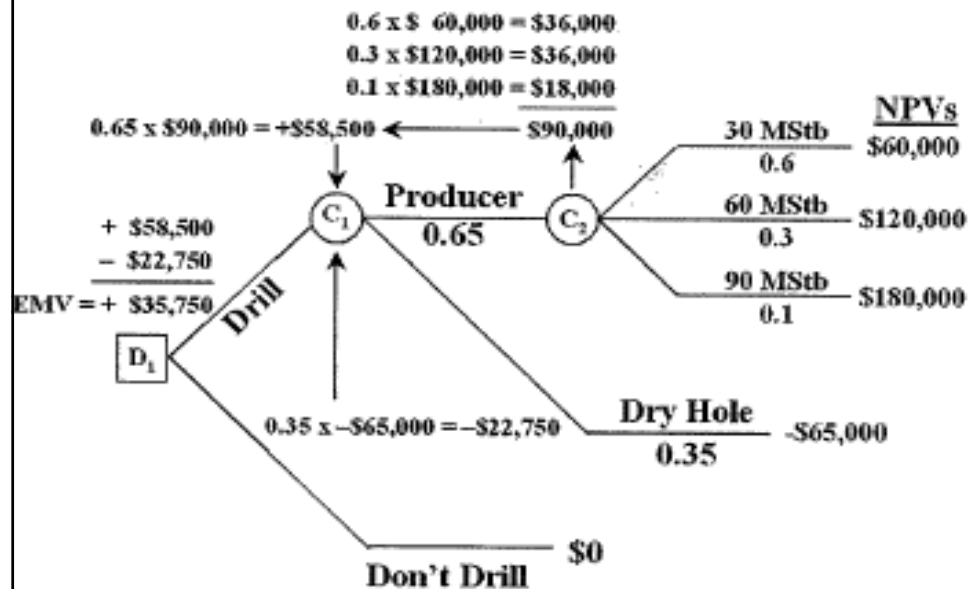 0.6 x $ 60,000 = $36,000
0.3 x $120,000 = $36,000
0.1 x $180,000 = $18,000
$90,000
0.65 x $90,000 = +$58,500
+ $58,500
− $22,750
EMV = + $35,750
D1
Drill
C1
Producer
0.65
C2
NPVs
30 MStb
0.6
$60,000
60 MStb
0.3
$120,000
90 MStb
0.1
$180,000
0.35 x −$65,000 = −$22,750
Dry Hole
0.35
-$65,000
$0
Don't Drill